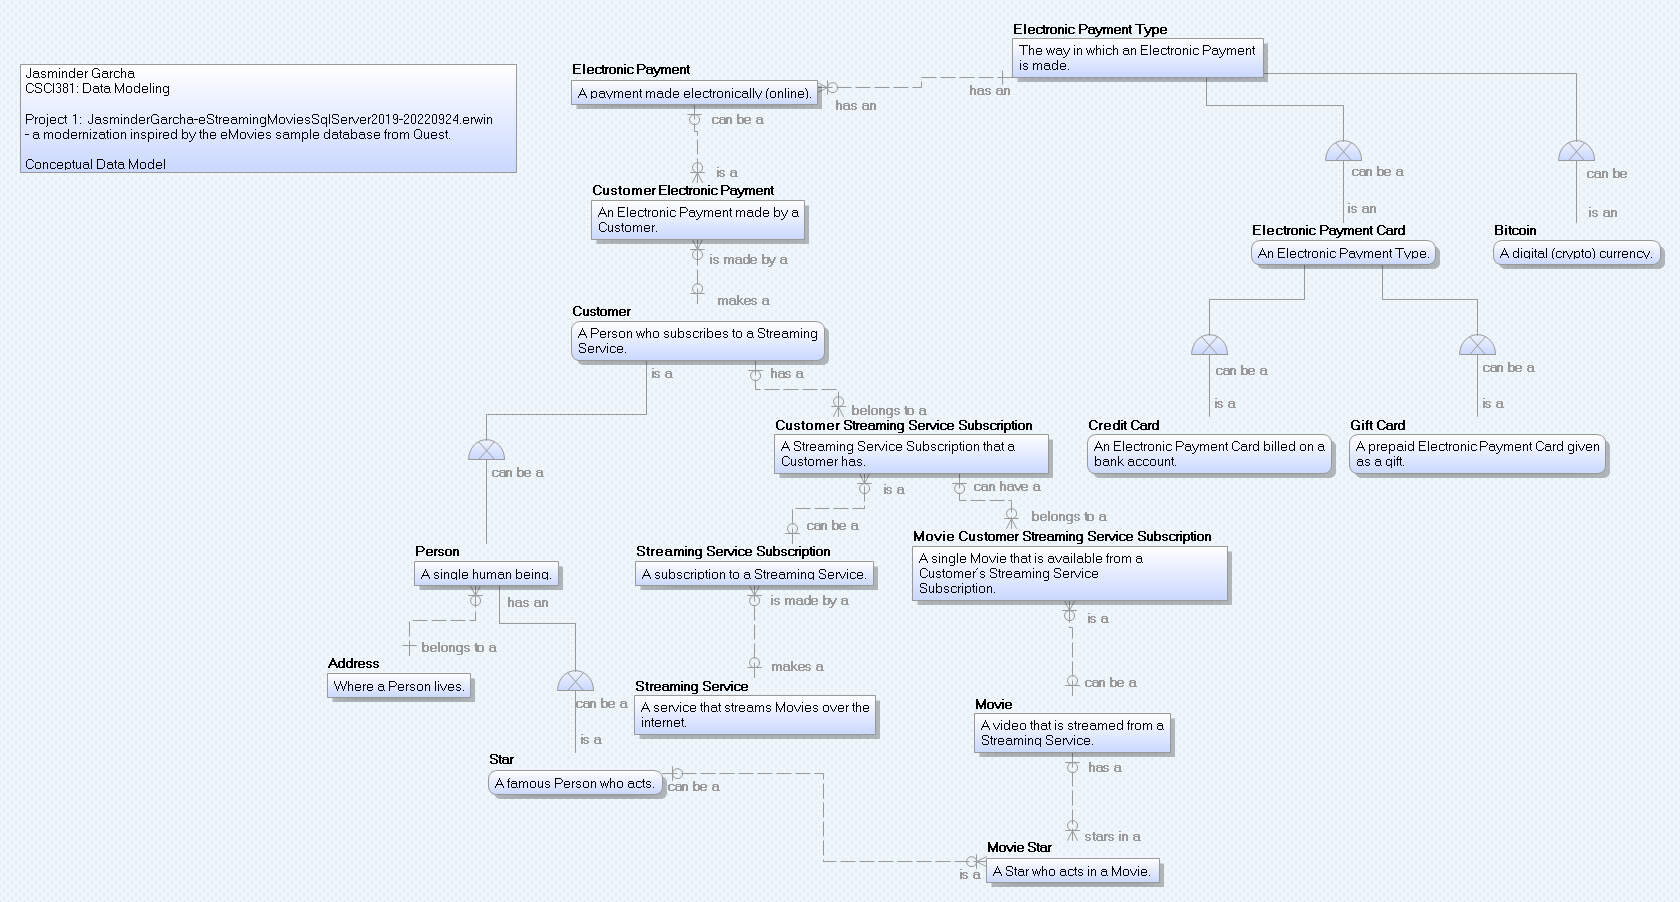 Jasminder Garcha
CSCI381: Data Modeling
Project 1: JasminderGarcha-eStreamingMoviesSqlServer2019-20220924.erwin
- a modernization inspired by the eMovies sample database from Quest.
Conceptual Data Model
Electronic Payment Type
The way in which an Electronic Payment
is made.
Electronic Payment
A payment made electronically (online).
has an
has an
can be a
is a
Customer Electronic Payment
An Electronic Payment made by a
Customer.
is made by a
makes a
can be a
is an
can be
is an
Electronic Payment Card
An Electronic Payment Type.
Bitcoin
A digital (crypto) currency.
Customer
A Person who subscribes to a Streaming
Service.
is a
has a
belongs to a
can be a
is a
can be a
is a
Customer Streaming Service Subscription
A Streaming Service Subscription that a
Customer has.
Credit Card
An Electronic Payment Card billed on a
bank account.
Gift Card
A prepaid Electronic Payment Card given
as a gift.
can be a
is a
can be a
can have a
belongs to a
Person
A single human being.
Streaming Service Subscription
A subscription to a Streaming Service.
Movie Customer Streaming Service Subscription
A single Movie that is available from a
Customer's Streaming Service
Subscription.
has an
belongs to a
is made by a
makes a
is a
can be a
Address
Where a Person lives.
can be a
is a
Streaming Service
A service that streams Movies over the
internet.
Movie
A video that is streamed from a
Streaming Service.
Star
A famous Person who acts.
can be a
has a
stars in a
is a
Movie Star
A Star who acts in a Movie.